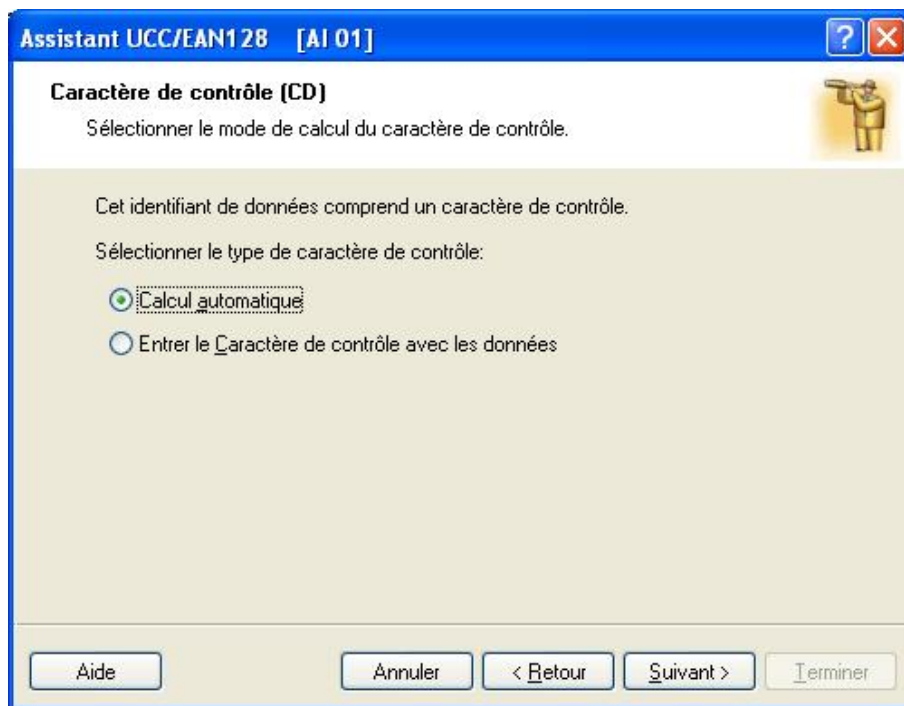 Assistant UCC/EAN128 [AI 01]
?
Caractère de contrôle (CD)
Sélectionner le mode de calcul du caractère de contrôle.
Cet identifiant de données comprend un caractère de contrôle.
Sélectionner le type de caractère de contrôle:
Calcul automatique
Entrer le Caractère de contrôle avec les données
Aide
Annuler
< Retour
Suivant >
Terminer